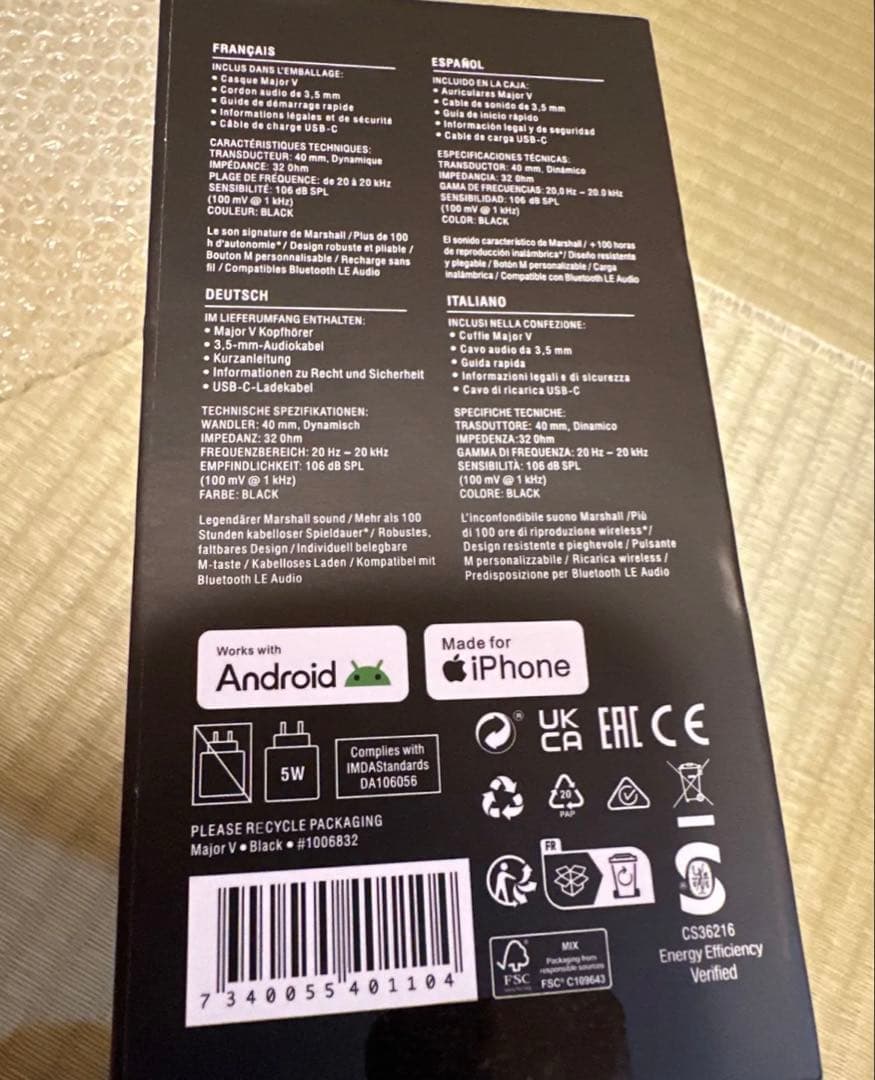 FRANÇAIS
INCLUS DANS L'EMBALLAGE:
• Casque Major V
• Cordon audio de 3,5 mm
• Guide de démarrage rapide
• Informations légales et de sécurité
• Câble de charge USB-C
CARACTÉRISTIQUES TECHNIQUES:
TRANSDUCTEUR: 40 mm, Dynamique
IMPÉDANCE: 32 Ohm
PLAGE DE FRÉQUENCE: de 20 à 20 kHz
SENSIBILITÉ: 106 dB SPL
(100 mV @ 1 kHz)
COULEUR: BLACK
Le son signature de Marshall / Plus de 100
h d'autonomie* / Design robuste et pliable /
Bouton M personnalisable / Recharge sans
fil / Compatibles Bluetooth LE Audio
ESPAÑOL
INCLUIDO EN LA CAJA:
• Auriculares Major V
• Cable de sonido de 3,5 mm
• Guía de inicio rápido
• Información legal y de seguridad
• Cable de carga USB-C
ESPECIFICACIONES TÉCNICAS:
TRANSDUCTOR: 40 mm, Dinámico
IMPEDANCIA: 32 Ohm
GAMA DE FRECUENCIAS: 20,0 Hz – 20.0 kHz
SENSIBILIDAD: 106 dB SPL
(100 mV @ 1 kHz)
COLOR: BLACK
El sonido característico de Marshall / +100 horas
de reproducción inalámbrica* / Diseño resistente
y plegable / Botón M personalizable / Carga
inalámbrica / Compatible con Bluetooth LE Audio
DEUTSCH
IM LIEFERUMFANG ENTHALTEN:
• Major V Kopfhörer
• 3,5-mm-Audiokabel
• Kurzanleitung
• Informationen zu Recht und Sicherheit
• USB-C-Ladekabel
TECHNISCHE SPEZIFIKATIONEN:
WANDLER: 40 mm, Dynamisch
IMPEDANZ: 32 Ohm
FREQUENZBEREICH: 20 Hz – 20 kHz
EMPFINDLICHKEIT: 106 dB SPL
(100 mV @ 1 kHz)
FARBE: BLACK
Legendärer Marshall sound / Mehr als 100
Stunden kabelloser Spieldauer* / Robustes,
faltbares Design / Individuell belegbare
M-taste / Kabelloses Laden / Kompatibel mit
Bluetooth LE Audio
ITALIANO
INCLUSI NELLA CONFEZIONE:
• Cuffie Major V
• Cavo audio da 3,5 mm
• Guida rapida
• Informazioni legali e di sicurezza
• Cavo di ricarica USB-C
SPECIFICHE TECNICHE:
TRASDUTTORE: 40 mm, Dinamico
IMPEDENZA:32 Ohm
GAMMA DI FREQUENZA: 20 Hz – 20 kHz
SENSIBILITÀ: 106 dB SPL
(100 mV @ 1 kHz)
COLORE: BLACK
L'inconfondibile suono Marshall /Più
di 100 ore di riproduzione wireless*/
Design resistente e pieghevole / Pulsante
M personalizzabile / Ricarica wireless /
Predisposizione per Bluetooth LE Audio
Works with
Android
Made for
iPhone
5W
Complies with
IMDAStandards
DA106056
UK
CA
EAC CE
20
PAP
PLEASE RECYCLE PACKAGING
Major V • Black • #1006832
FR
7 340055 401104
FSC
MIX
Packaging from
responsible sources
FSC® C109643
CS36216
Energy Efficiency
Verified